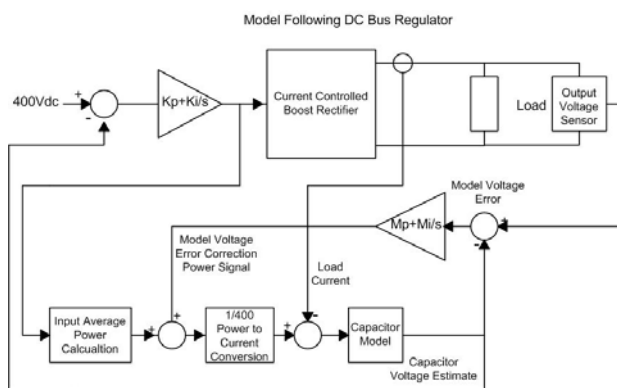 Model Following DC Bus Regulator
400Vdc
+
-
Kp+Ki/s
Current Controlled
Boost Rectifier
Load
Output
Voltage
Sensor
Model Voltage
Error
Mp+Mi/s
+
-
Model Voltage
Error Correction
Power Signal
Load
Current
Input Average
Power
Calcualtion
+
+
1/400
Power to
Current
Conversion
+
-
Capacitor
Model
Capacitor
Voltage Estimate